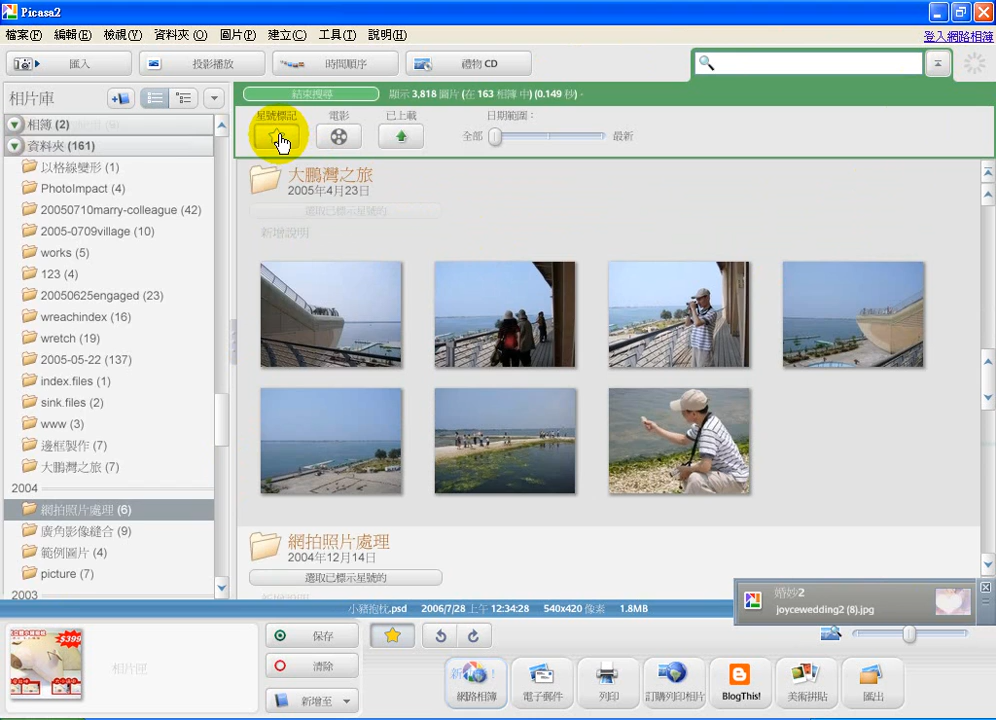 Picasa2
檔案(F) 編輯(E) 檢視(V) 資料夾(O) 圖片(P) 建立(C) 工具(T) 說明(H)
登入網路相簿
匯入 投影播放 時間順序 禮物 CD
相片庫
結束搜尋 顯示 3,818 圖片 (在 163 相簿 中) (0.149 秒)。
星號標記 電影 已上載 日期範圍：
全部 最新
相簿 (2)
資料夾 (161)
以格線變形 (1)
PhotoImpact (4)
20050710marry-colleague (42)
2005-0709village (10)
works (5)
123 (4)
20050625engaged (23)
wreachindex (16)
wretch (19)
2005-05-22 (137)
index.files (1)
sink.files (2)
www (3)
邊框製作 (7)
大鵬灣之旅 (7)
2004
網拍照片處理 (6)
廣角影像縫合 (9)
範例圖片 (4)
picture (7)
2003
大鵬灣之旅
2005年4月23日
選取已標示星號的
新增說明
網拍照片處理
2004年12月14日
選取已標示星號的
新增說明
婚紗2
joycewedding2 (8).jpg
小豬抱枕.psd 2006/7/28 上午 12:34:28 540x420 像素 1.8MB
$399
相片匣
保存
清除
新增至
新!
網路相簿 電子郵件 列印 訂購列印相片 BlogThis! 美術拼貼 匯出